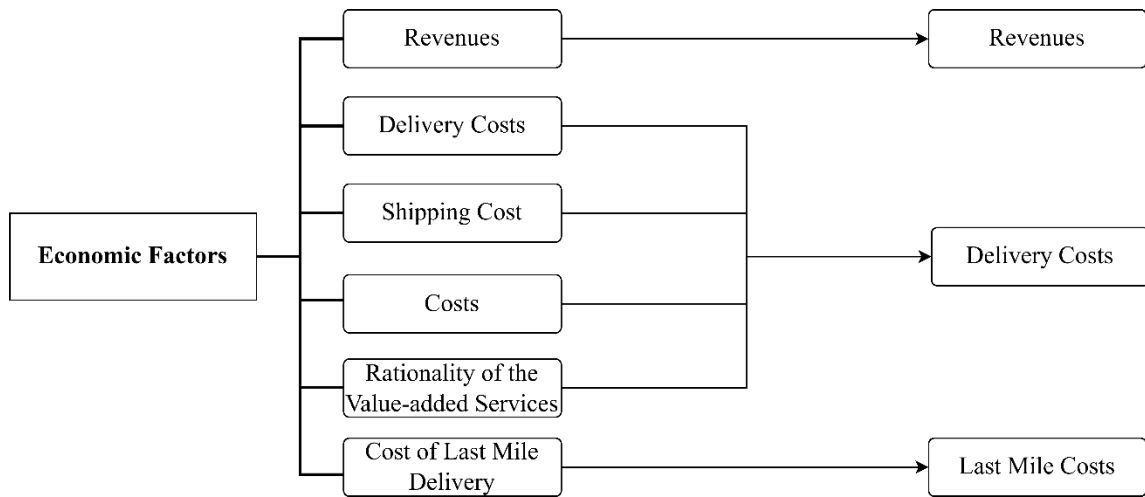 Revenues
Revenues
Delivery Costs
Shipping Cost
Economic Factors
Delivery Costs
Costs
Rationality of the
Value-added Services
Cost of Last Mile
Delivery
Last Mile Costs